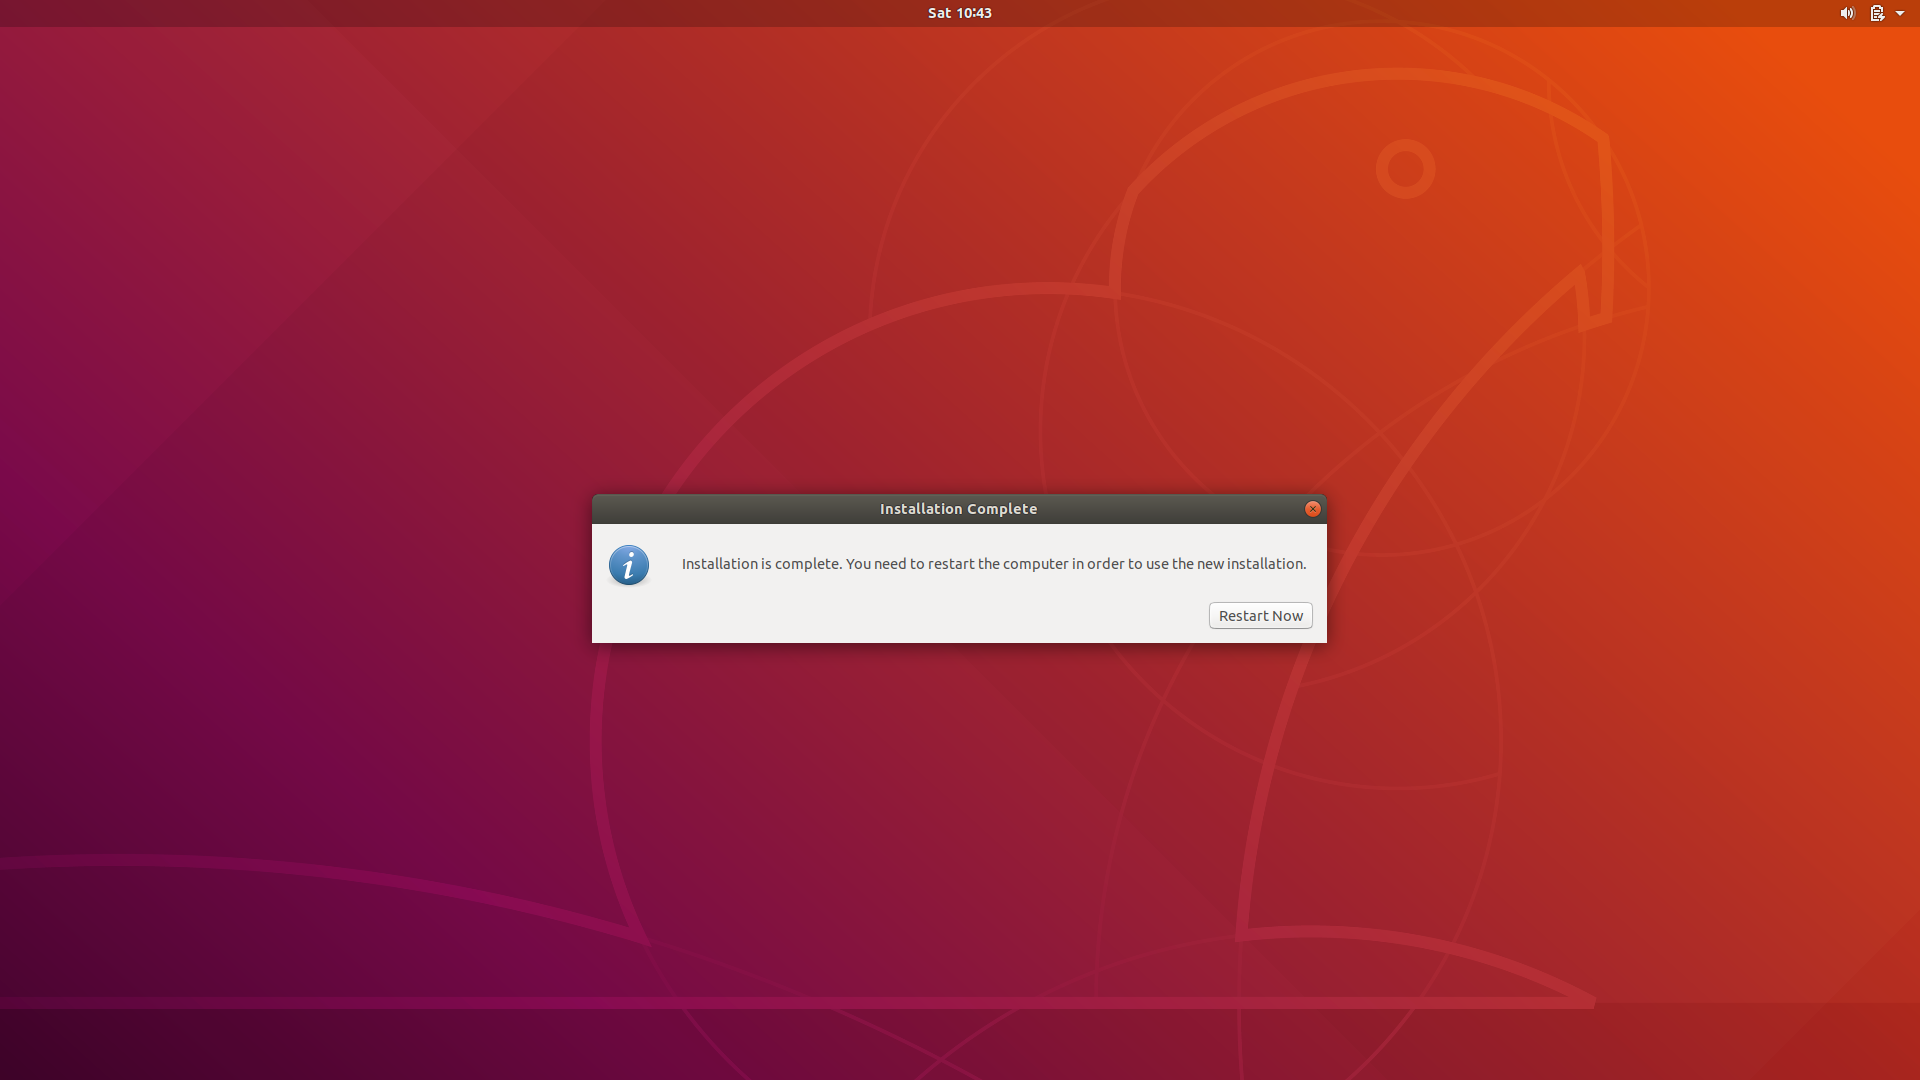 Sat 10:43
Installation Complete
Installation is complete. You need to restart the computer in order to use the new installation.
Restart Now